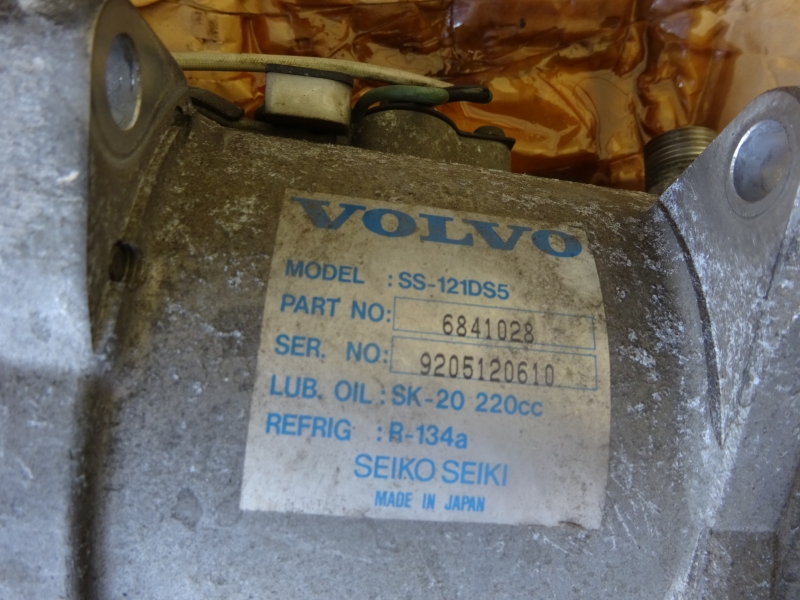 VOLVO
MODEL : SS-121DS5
PART NO: 6841028
SER. NO: 9205120610
LUB. OIL : SK-20 220cc
REFRIG : R-134a
SEIKO SEIKI
MADE IN JAPAN